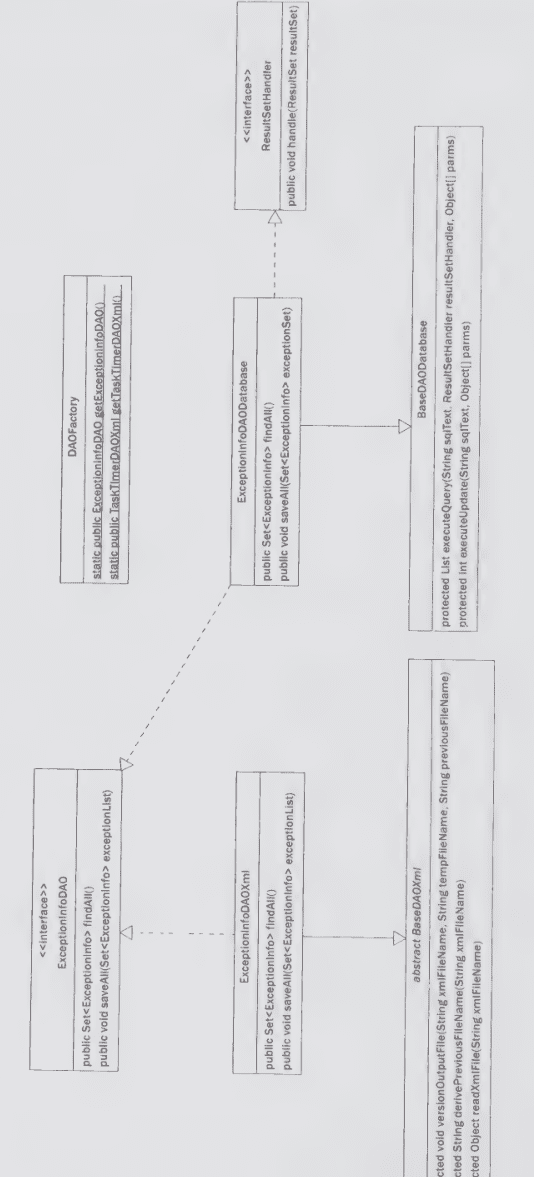 <<interface>>
ExceptionInfoDAO
public Set<ExceptionInfo> findAll()
public void saveAll(Set<ExceptionInfo> exceptionList)
DAOFactory
static public ExceptionInfoDAO getExceptionInfoDAO()
static public TaskTimerDAOXml getTaskTimerDAOXml()
ExceptionInfoDAOXml
public Set<ExceptionInfo> findAll()
public void saveAll(Set<ExceptionInfo> exceptionList)
ExceptionInfoDAODatabase
public Set<ExceptionInfo> findAll()
public void saveAll(Set<ExceptionInfo> exceptionSet)
<<interface>>
ResultSetHandler
public void handle(ResultSet resultSet)
abstract BaseDAOXml
cted void versionOutputFile(String xmlFileName, String tempFileName, String previousFileName)
cted String derivePreviousFileName(String xmlFileName)
cted Object readXmlFile(String xmlFileName)
BaseDAODatabase
protected List executeQuery(String sqlText, ResultSetHandler resultSetHandler, Object[] parms)
protected int executeUpdate(String sqlText, Object[] parms)